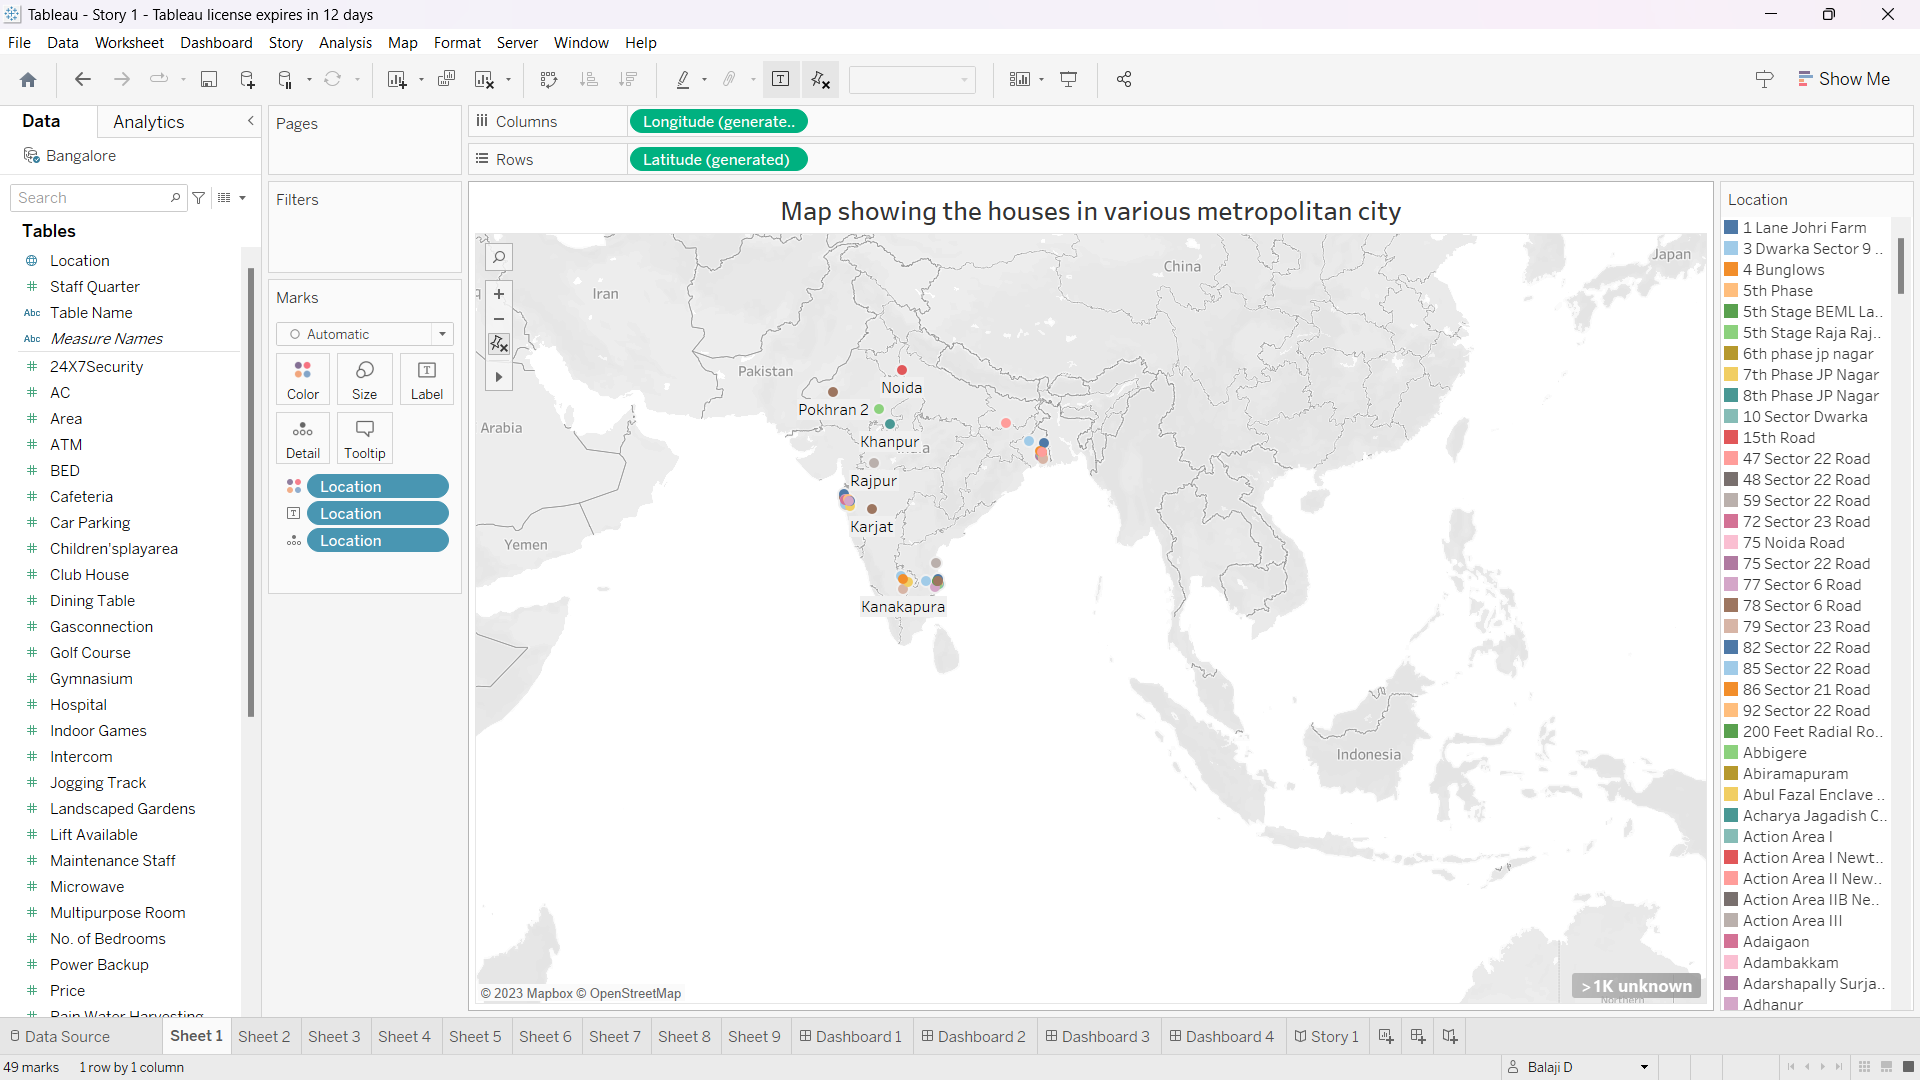 Tableau - Story 1 - Tableau license expires in 12 days
File Data Worksheet Dashboard Story Analysis Map Format Server Window Help
Show Me
Data Analytics
Bangalore
Search
Tables
Location
Staff Quarter
Abc Table Name
Abc Measure Names
24X7Security
AC
Area
ATM
BED
Cafeteria
Car Parking
Children'splayarea
Club House
Dining Table
Gasconnection
Golf Course
Gymnasium
Hospital
Indoor Games
Intercom
Jogging Track
Landscaped Gardens
Lift Available
Maintenance Staff
Microwave
Multipurpose Room
No. of Bedrooms
Power Backup
Price
Rain Water Harvesting
Pages
Filters
Marks
Automatic
Color Size Label
Detail Tooltip
Location
Location
Location
Columns Longitude (generate..
Rows Latitude (generated)
Map showing the houses in various metropolitan city
Japan
China
Iran
Pakistan
Noida
Pokhran 2
Arabia
Khanpur
Rajpur
Karjat
Yemen
Kanakapura
Indonesia
© 2023 Mapbox © OpenStreetMap
>1K unknown
Northern
Location
1 Lane Johri Farm
3 Dwarka Sector 9 ..
4 Bunglows
5th Phase
5th Stage BEML La..
5th Stage Raja Raj..
6th phase jp nagar
7th Phase JP Nagar
8th Phase JP Nagar
10 Sector Dwarka
15th Road
47 Sector 22 Road
48 Sector 22 Road
59 Sector 22 Road
72 Sector 23 Road
75 Noida Road
75 Sector 22 Road
77 Sector 6 Road
78 Sector 6 Road
79 Sector 23 Road
82 Sector 22 Road
85 Sector 22 Road
86 Sector 21 Road
92 Sector 22 Road
200 Feet Radial Ro..
Abbigere
Abiramapuram
Abul Fazal Enclave ..
Acharya Jagadish C..
Action Area I
Action Area I Newt..
Action Area II New..
Action Area IIB Ne..
Action Area III
Adaigaon
Adambakkam
Adarshapally Surja..
Adhanur
Data Source Sheet 1 Sheet 2 Sheet 3 Sheet 4 Sheet 5 Sheet 6 Sheet 7 Sheet 8 Sheet 9 Dashboard 1 Dashboard 2 Dashboard 3 Dashboard 4 Story 1
49 marks 1 row by 1 column
Balaji D